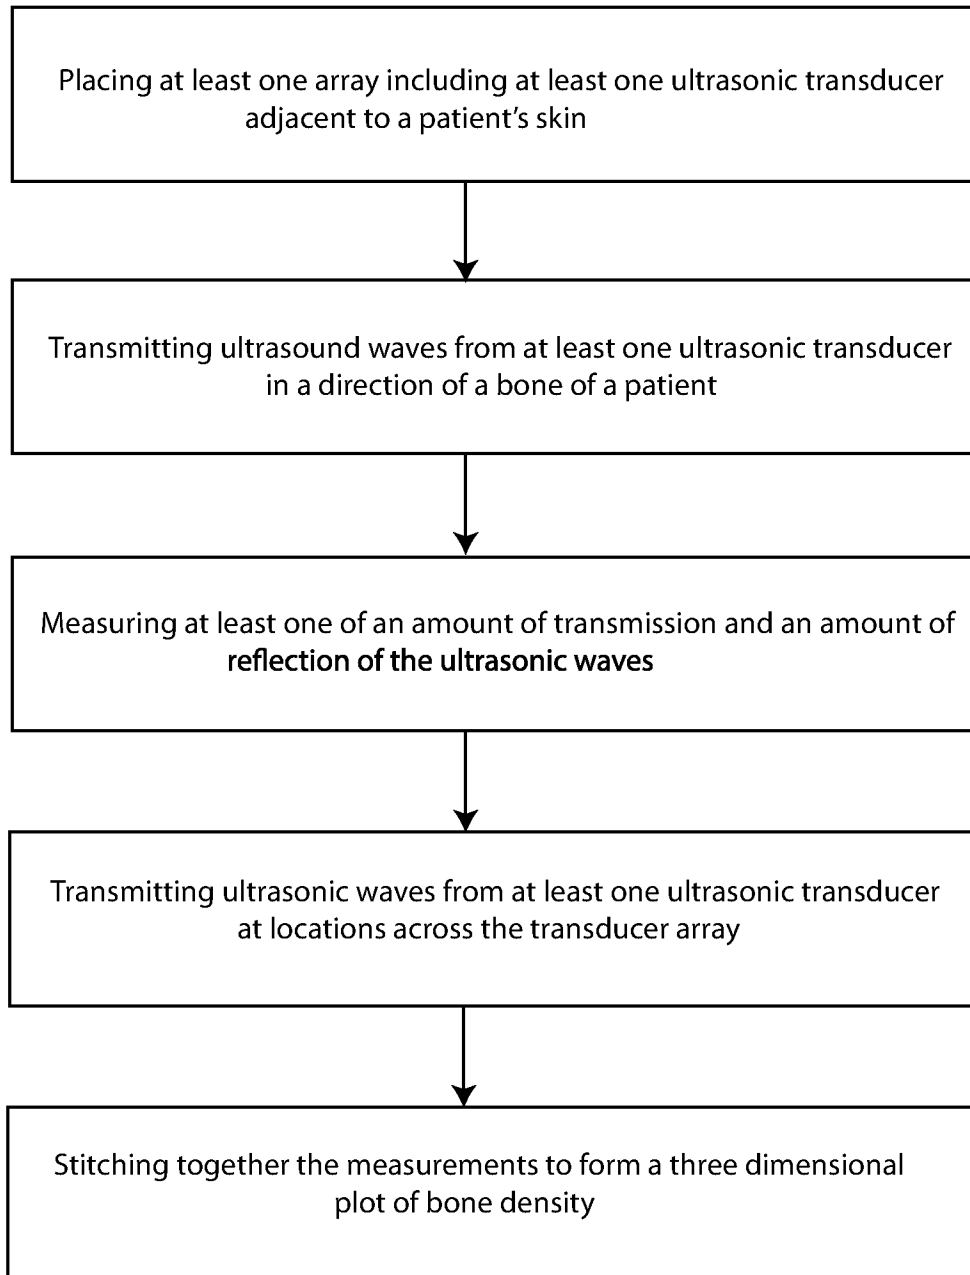 Placing at least one array including at least one ultrasonic transducer
adjacent to a patient's skin
Transmitting ultrasound waves from at least one ultrasonic transducer
in a direction of a bone of a patient
Measuring at least one of an amount of transmission and an amount of
reflection of the ultrasonic waves
Transmitting ultrasonic waves from at least one ultrasonic transducer
at locations across the transducer array
Stitching together the measurements to form a three dimensional
plot of bone density